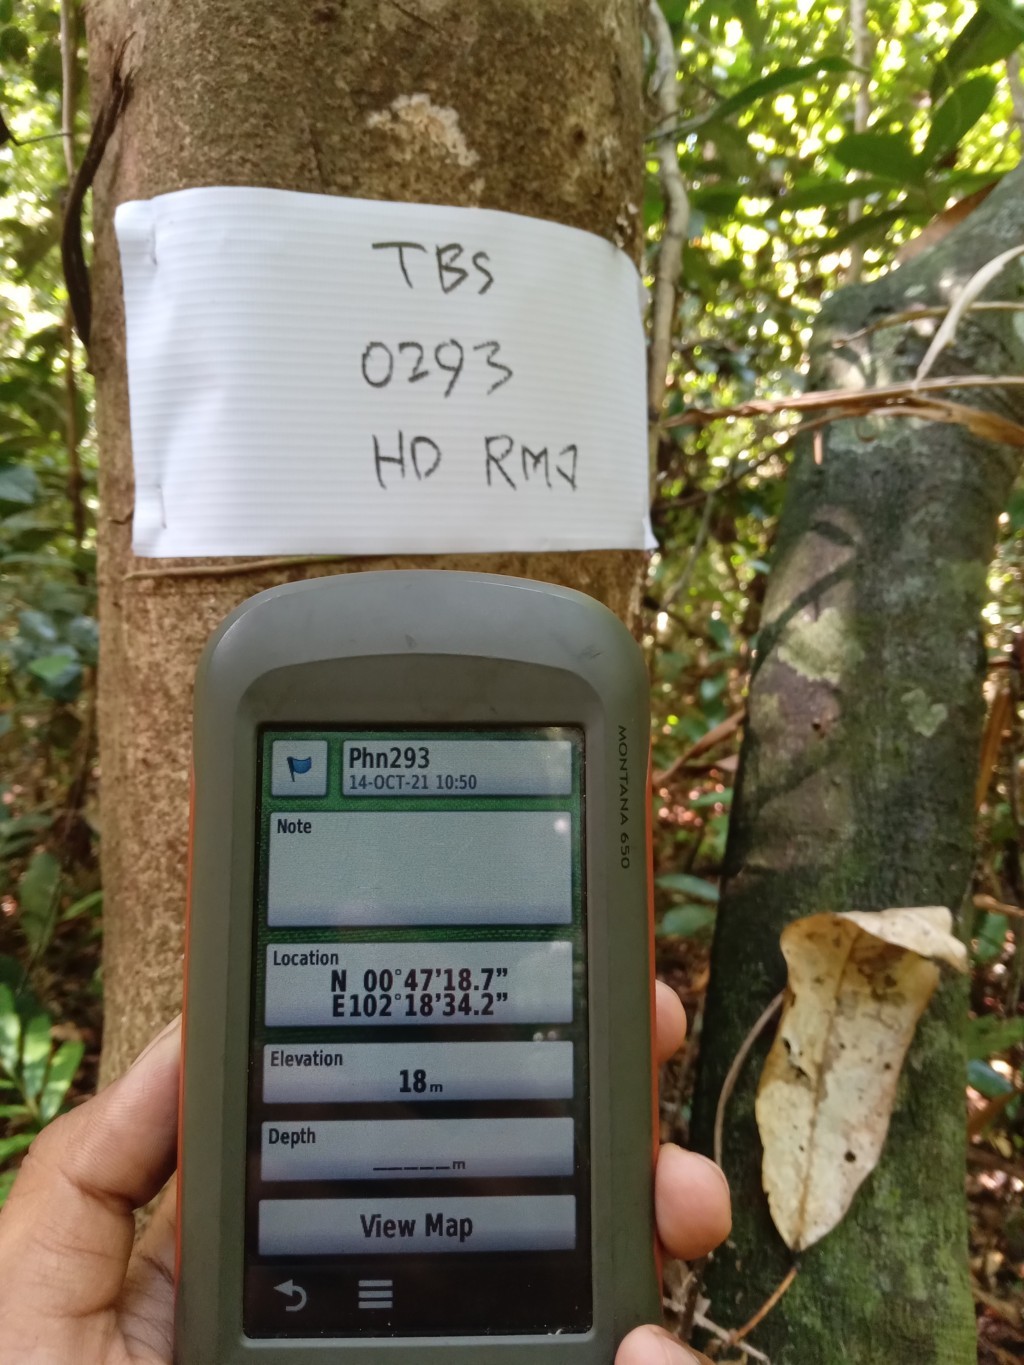 TBS
0293
HD RMJ
MONTANA 650
Phn293
14-OCT-21 10:50
Note
Location
N 00°47'18.7"
E102°18'34.2"
Elevation
18m
Depth
_____m
View Map